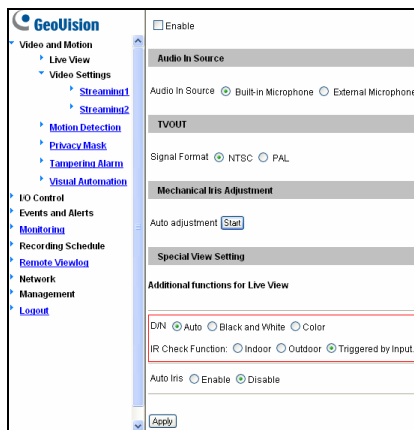 GeoVision
Video and Motion
Live View
Video Settings
Streaming1
Streaming2
Motion Detection
Privacy Mask
Tampering Alarm
Visual Automation
I/O Control
Events and Alerts
Monitoring
Recording Schedule
Remote Viewlog
Network
Management
Logout
Enable
Audio In Source
Audio In Source Built-in Microphone External Microphone
TVOUT
Signal Format NTSC PAL
Mechanical Iris Adjustment
Auto adjustment Start
Special View Setting
Additional functions for Live View
D/N Auto Black and White Color
IR Check Function: Indoor Outdoor Triggered by Input.
Auto Iris Enable Disable
Apply